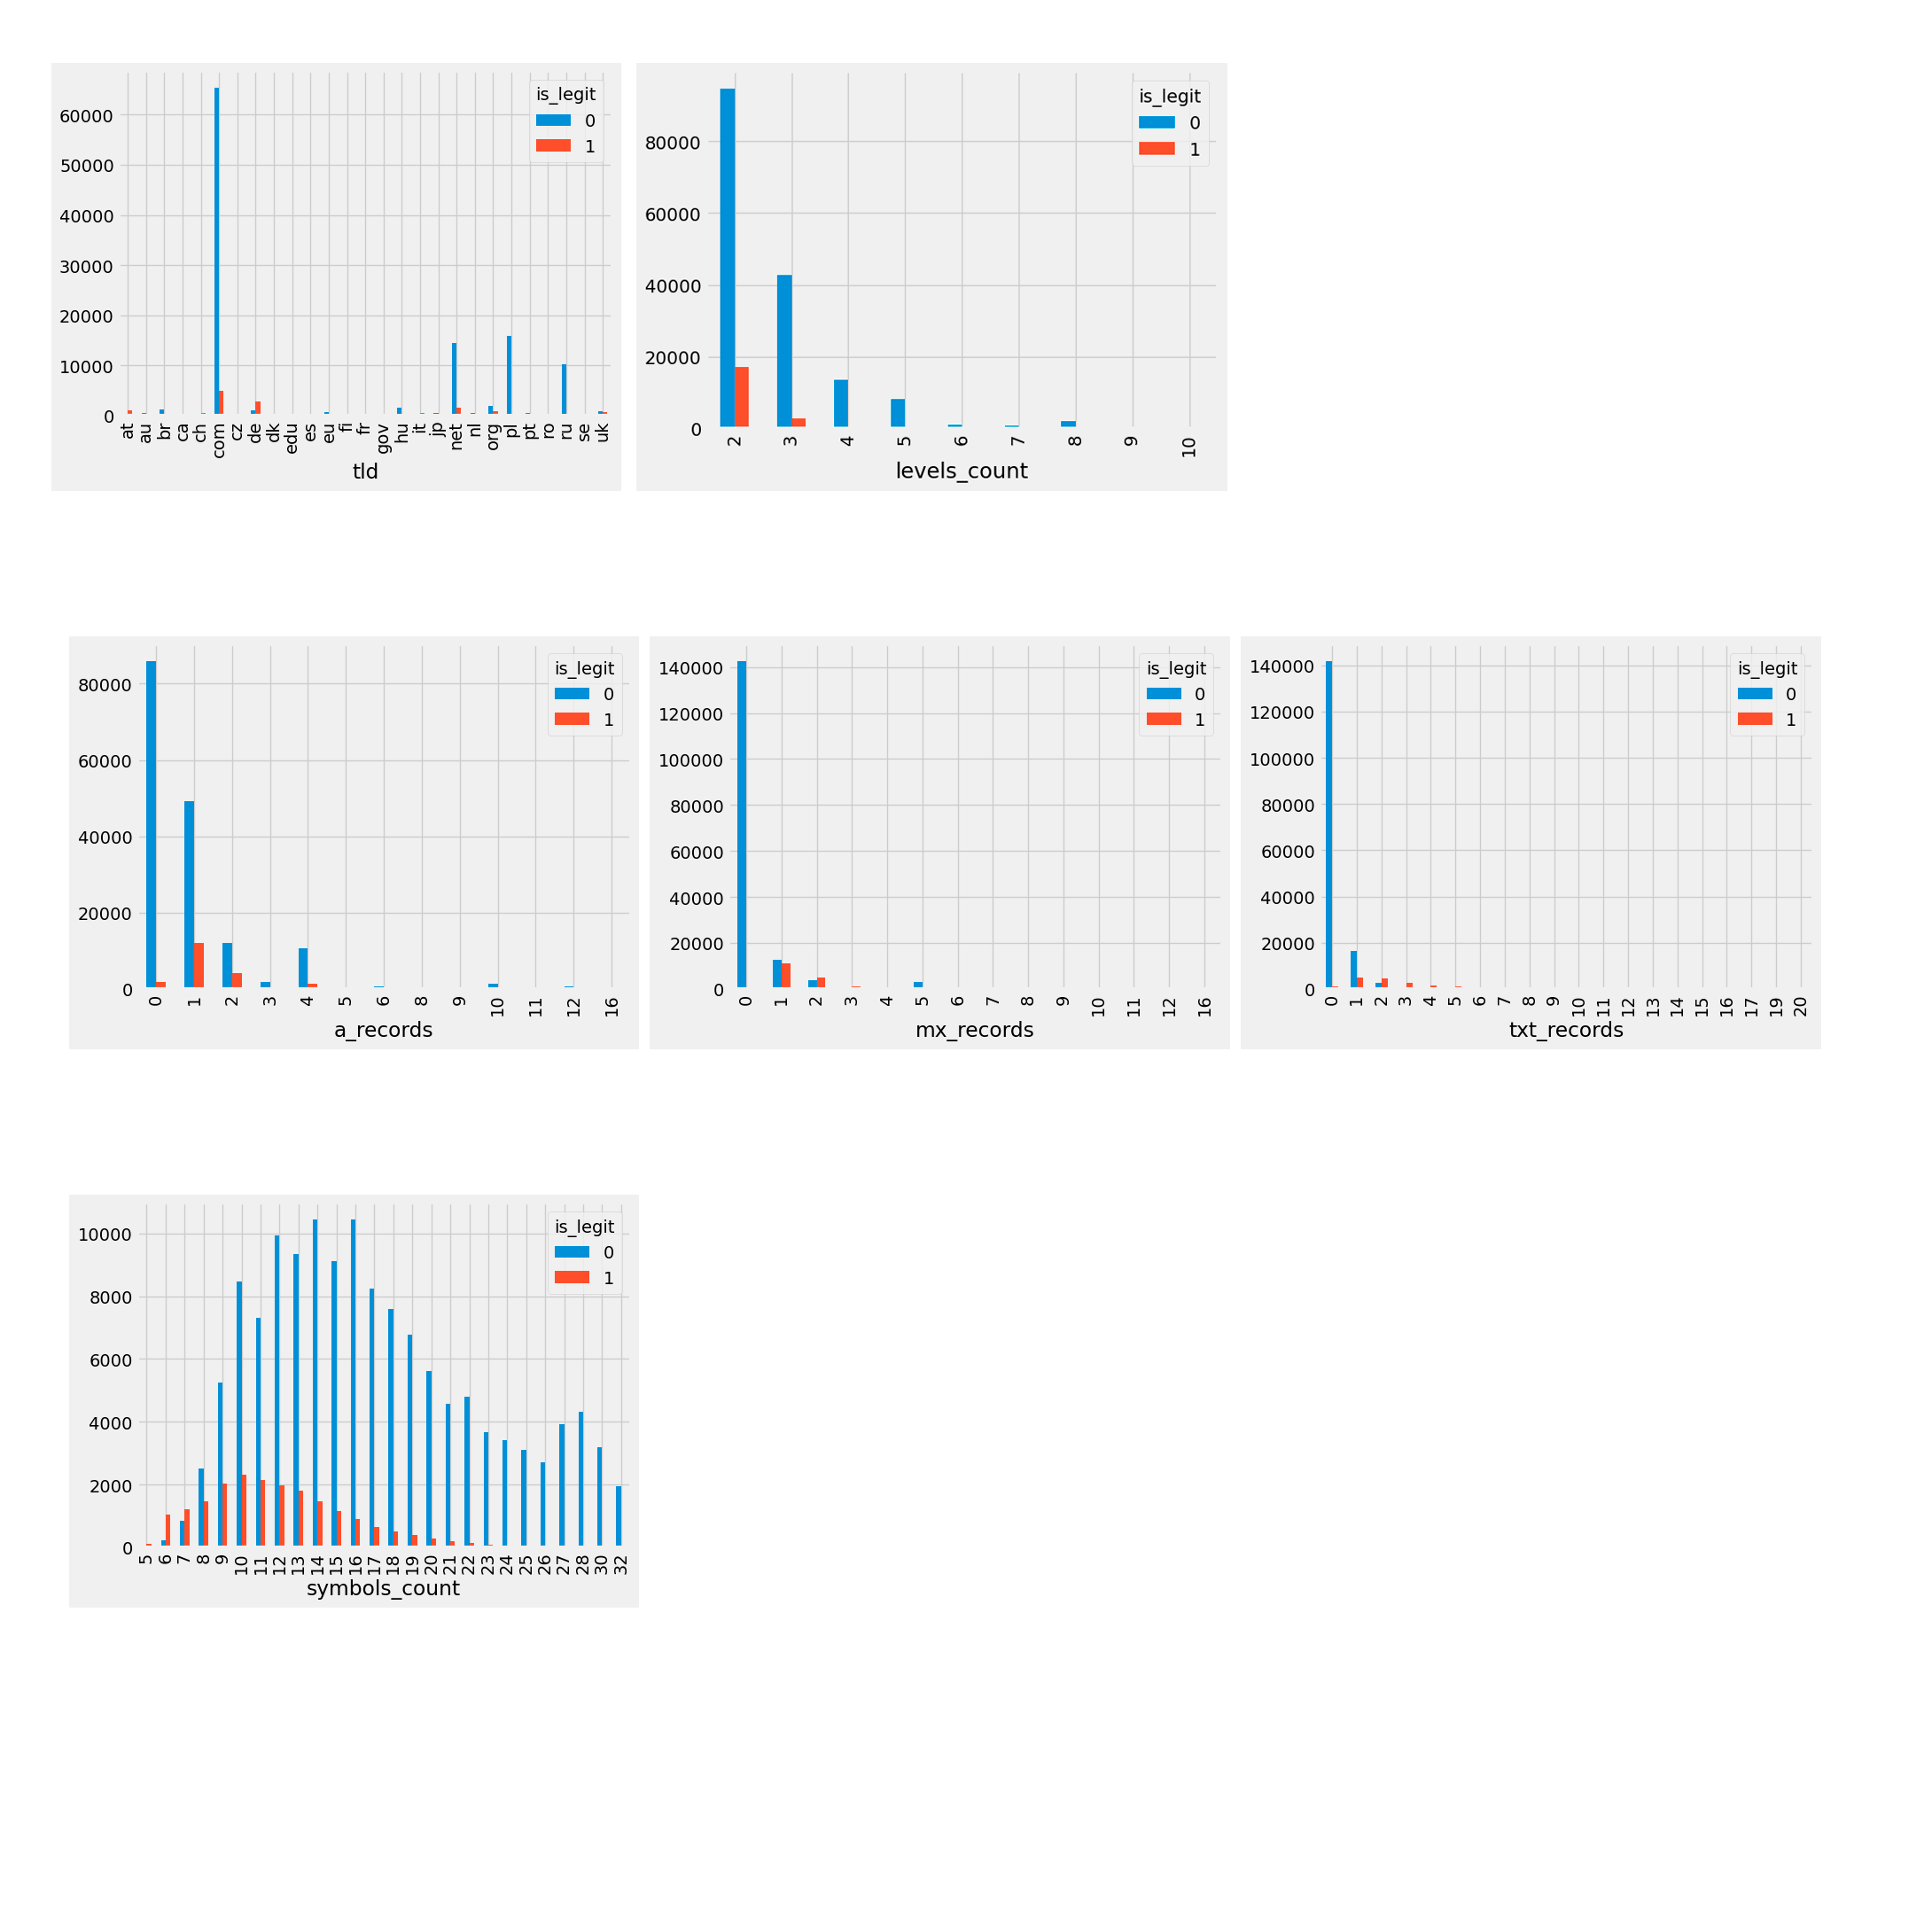 is_legit
0
1
60000
50000
40000
30000
20000
10000
0
at au br ca ch com cz de dk edu es eu fi fr gov hu it jp net nl org pl pt ro ru se uk
tld
is_legit
0
1
80000
60000
40000
20000
0
2 3 4 5 6 7 8 9 10
levels_count
is_legit
0
1
80000
60000
40000
20000
0
0 1 2 3 4 5 6 8 9 10 11 12 16
a_records
is_legit
0
1
140000
120000
100000
80000
60000
40000
20000
0
0 1 2 3 4 5 6 7 8 9 10 11 12 16
mx_records
is_legit
0
1
140000
120000
100000
80000
60000
40000
20000
0
0 1 2 3 4 5 6 7 8 9 10 11 12 13 14 15 16 17 19 20
txt_records
is_legit
0
1
10000
8000
6000
4000
2000
0
5 6 7 8 9 10 11 12 13 14 15 16 17 18 19 20 21 22 23 24 25 26 27 28 30 32
symbols_count